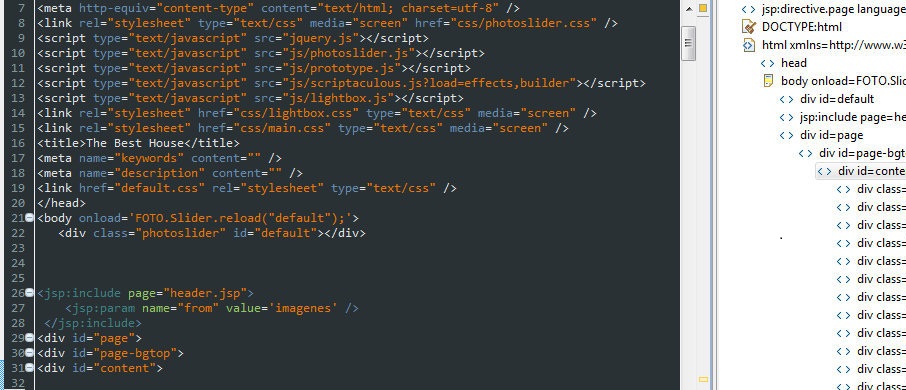 7 <meta http-equiv="content-type" content="text/html; charset=utf-8" />
8 <link rel="stylesheet" type="text/css" media="screen" href="css/photoslider.css" />
9 <script type="text/javascript" src="jquery.js"></script>
10 <script type="text/javascript" src="js/photoslider.js"></script>
11 <script type="text/javascript" src="js/prototype.js"></script>
12 <script type="text/javascript" src="js/scriptaculous.js?load=effects,builder"></script>
13 <script type="text/javascript" src="js/lightbox.js"></script>
14 <link rel="stylesheet" href="css/lightbox.css" type="text/css" media="screen" />
15 <link rel="stylesheet" href="css/main.css" type="text/css" media="screen" />
16 <title>The Best House</title>
17 <meta name="keywords" content="" />
18 <meta name="description" content="" />
19 <link href="default.css" rel="stylesheet" type="text/css" />
20 </head>
21 <body onload='FOTO.Slider.reload("default");'>
22 <div class="photoslider" id="default"></div>
23
24
25
26 <jsp:include page="header.jsp">
27 <jsp:param name="from" value='imagenes' />
28 </jsp:include>
29 <div id="page">
30 <div id="page-bgtop">
31 <div id="content">
32
jsp:directive.page language
DOCTYPE:html
html xmlns=http://www.w3
head
body onload=FOTO.Slid
div id=default
jsp:include page=he
div id=page
div id=page-bgto
div id=conte
div class=
div class=
div class=
div class=
div class=
div class=
div class=
div class=
div class=
div class=
div class=
div class=